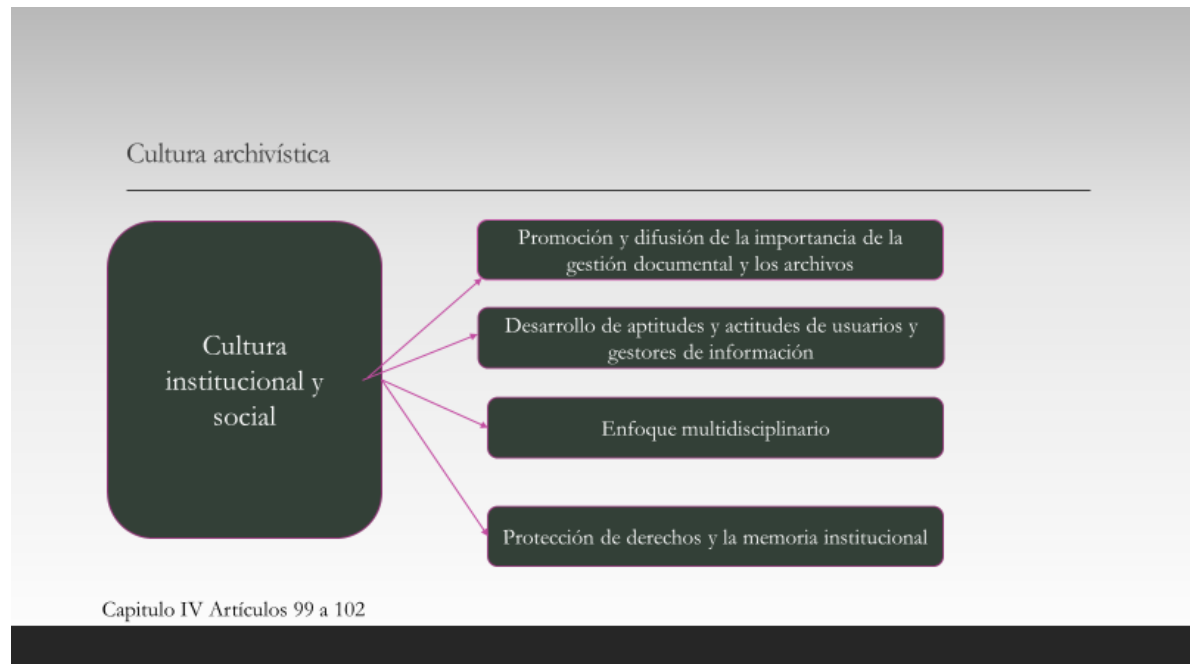 Cultura archivística
Cultura
institucional y
social
Promoción y difusión de la importancia de la
gestión documental y los archivos
Desarrollo de aptitudes y actitudes de usuarios y
gestores de información
Enfoque multidisciplinario
Protección de derechos y la memoria institucional
Capitulo IV Artículos 99 a 102